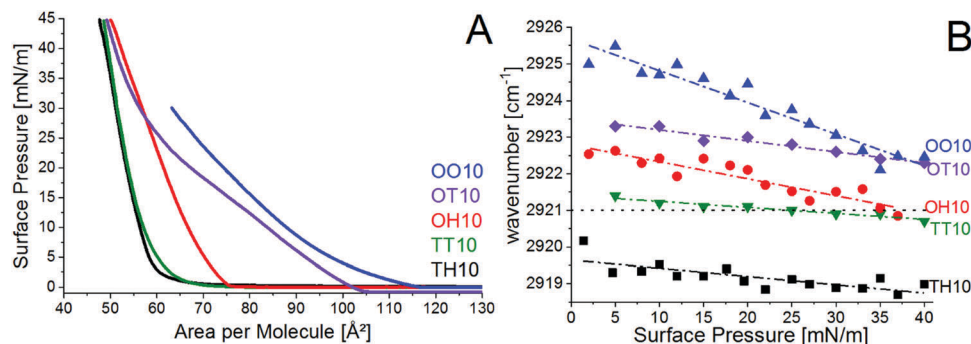 A
Surface Pressure [mN/m]
45
40
35
30
25
20
15
10
5
0
OO10
OT10
OH10
TT10
TH10
40 50 60 70 80 90 100 110 120 130
Area per Molecule [Å²]
B
wavenumber [cm⁻¹]
2926
2925
2924
2923
2922
2921
2920
2919
OO10
OT10
OH10
TT10
TH10
0 5 10 15 20 25 30 35 40
Surface Pressure [mN/m]